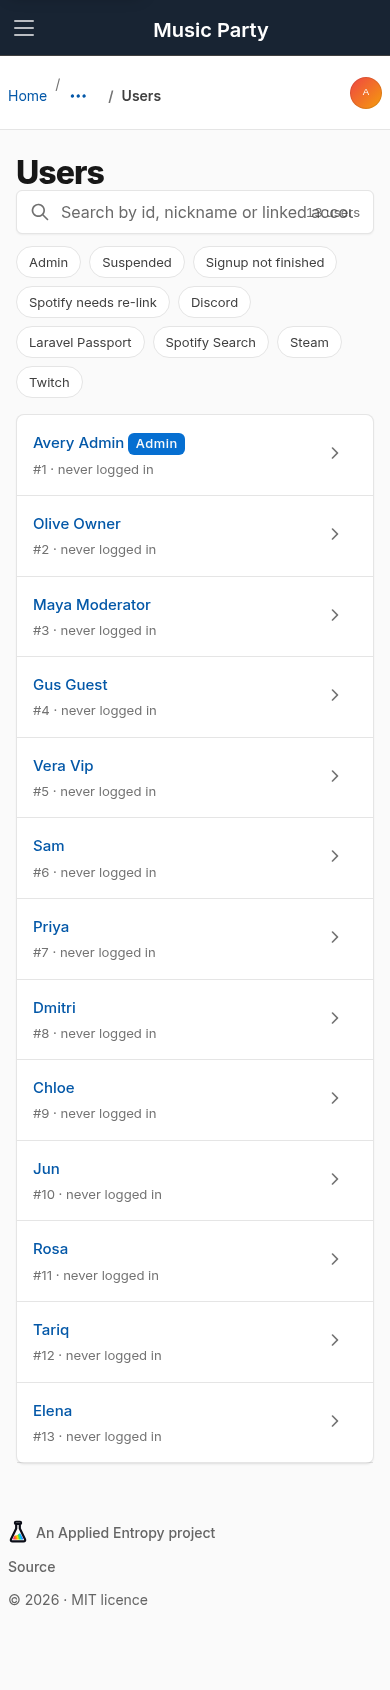 Music Party
Home / ... / Users
A
Users
Search by id, nickname or linked account 13 users
Admin Suspended Signup not finished
Spotify needs re-link Discord
Laravel Passport Spotify Search Steam
Twitch
Avery Admin Admin
#1 · never logged in
Olive Owner
#2 · never logged in
Maya Moderator
#3 · never logged in
Gus Guest
#4 · never logged in
Vera Vip
#5 · never logged in
Sam
#6 · never logged in
Priya
#7 · never logged in
Dmitri
#8 · never logged in
Chloe
#9 · never logged in
Jun
#10 · never logged in
Rosa
#11 · never logged in
Tariq
#12 · never logged in
Elena
#13 · never logged in
An Applied Entropy project
Source
© 2026 · MIT licence